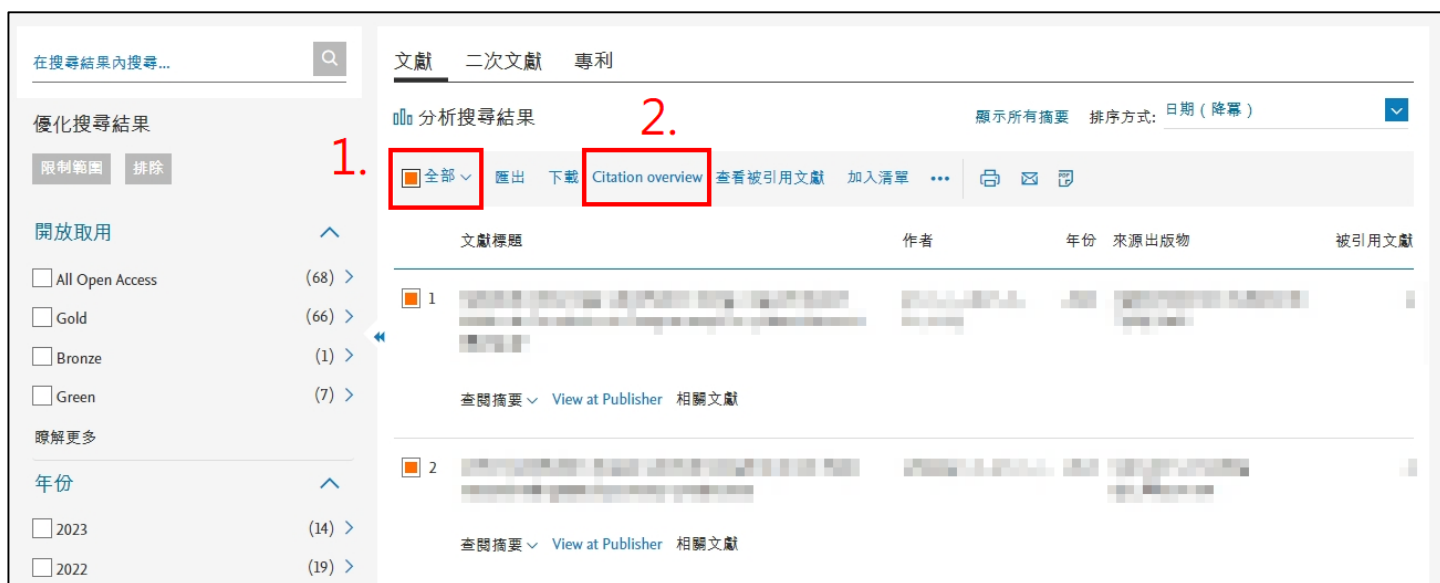 在搜尋結果內搜尋...
優化搜尋結果
限制範圍 排除
開放取用
All Open Access (68)
Gold (66)
Bronze (1)
Green (7)
瞭解更多
年份
2023 (14)
2022 (19)
文獻 二次文獻 專利
分析搜尋結果
2.
顯示所有摘要 排序方式: 日期（降冪）
1.
全部 匯出 下載 Citation overview 查看被引用文獻 加入清單 •••
文獻標題 作者 年份 來源出版物 被引用文獻
1
查閱摘要 View at Publisher 相關文獻
2
查閱摘要 View at Publisher 相關文獻